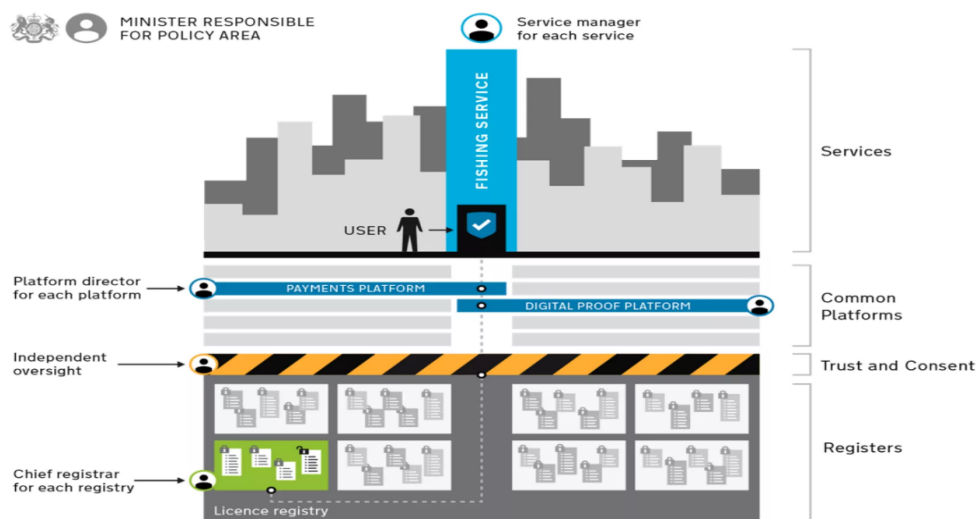 MINISTER RESPONSIBLE
FOR POLICY AREA
Service manager
for each service
FISHING SERVICE
Services
USER
Platform director
for each platform
PAYMENTS PLATFORM
DIGITAL PROOF PLATFORM
Common
Platforms
Independent
oversight
Trust and Consent
Registers
Chief registrar
for each registry
Licence registry